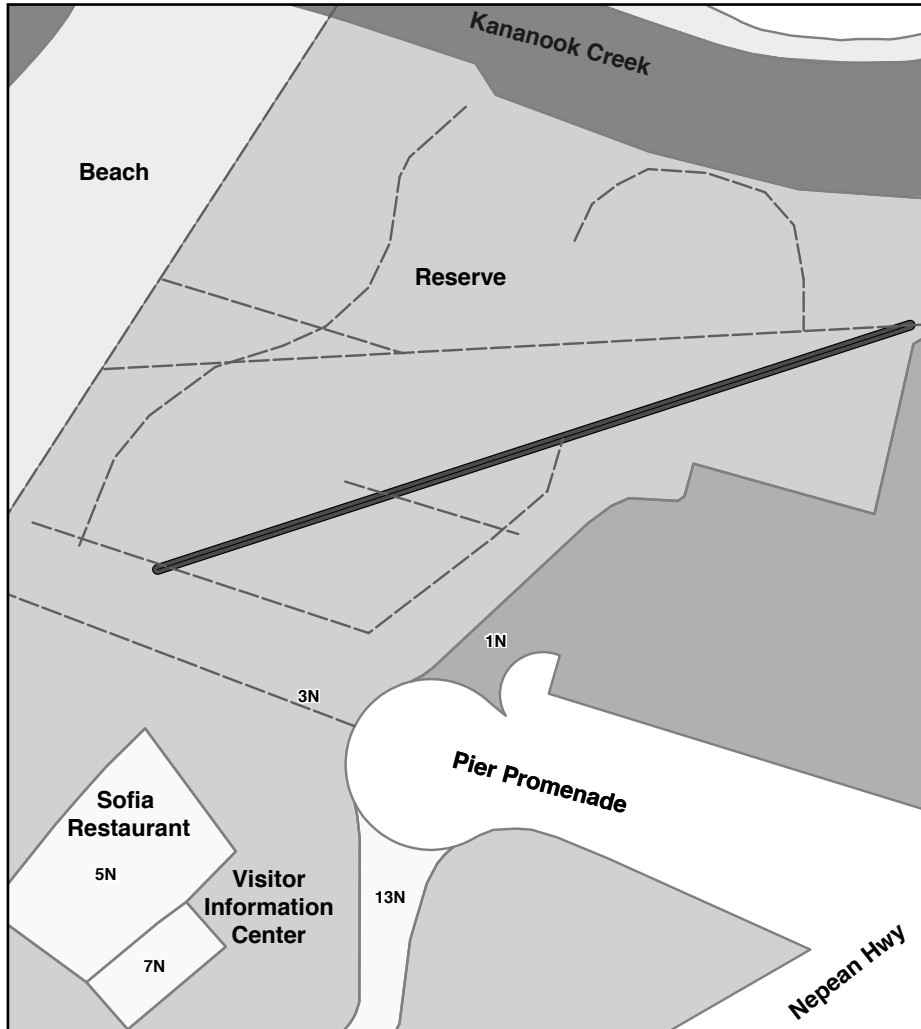 Kananook Creek
Beach
Reserve
1N
3N
Pier Promenade
Sofia
Restaurant
5N
Visitor
Information
Center
13N
7N
Nepean Hwy